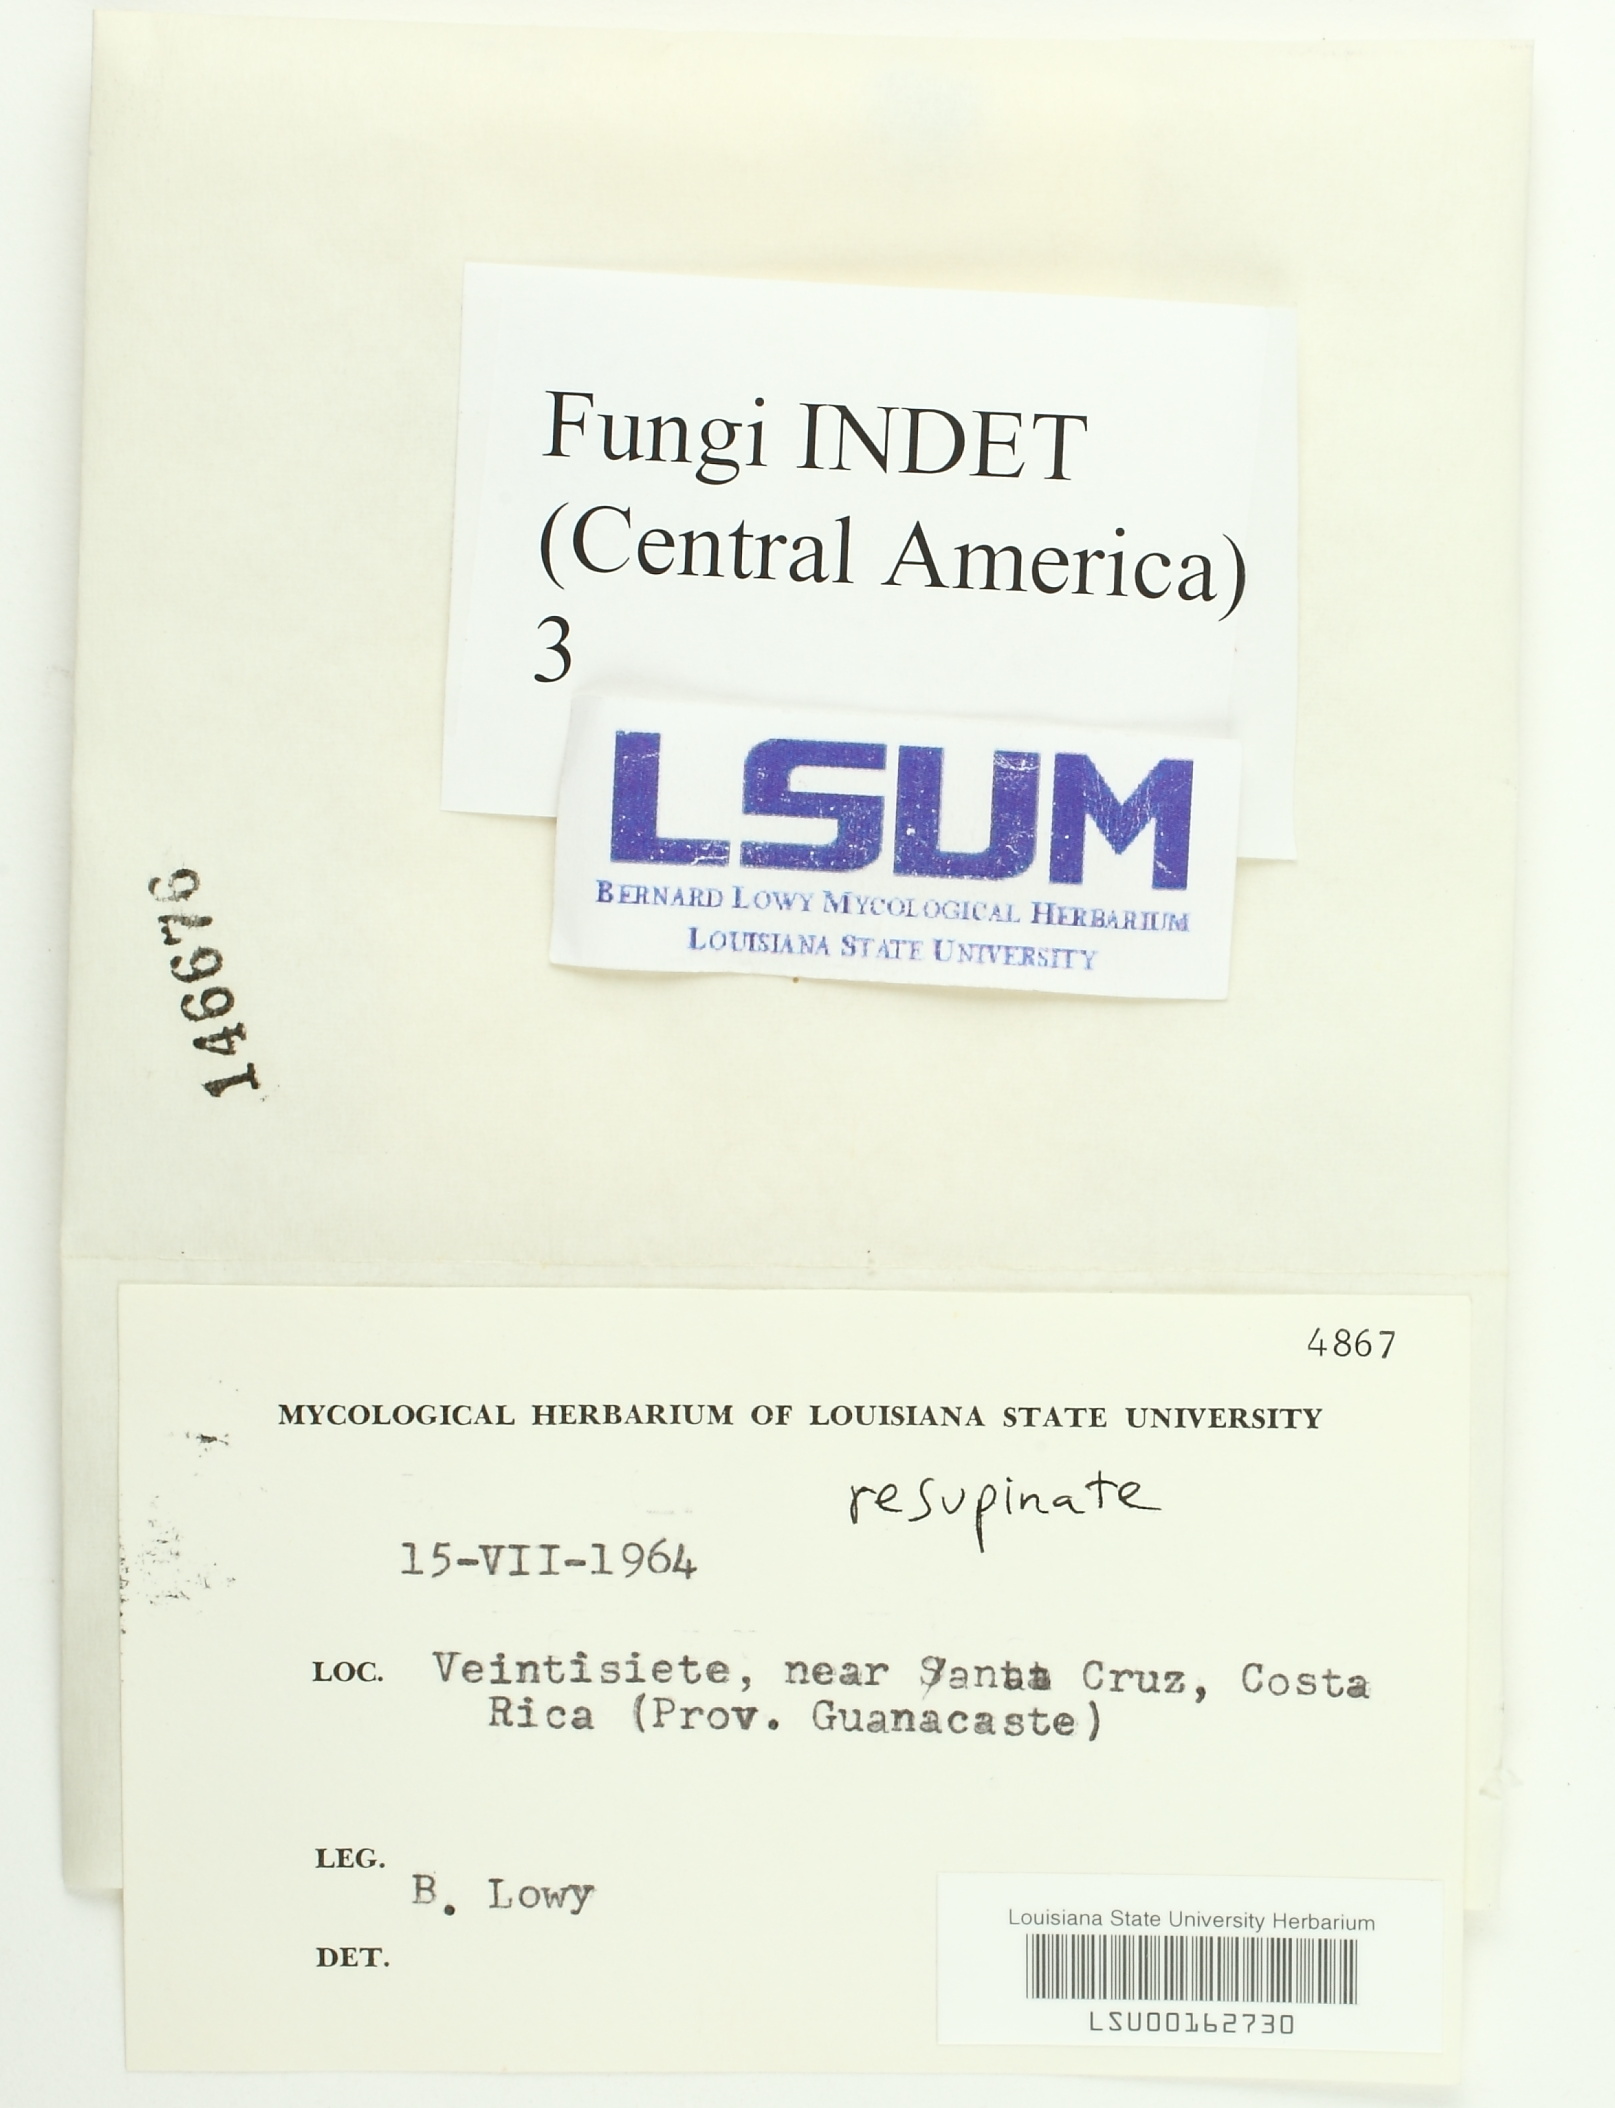 Fungi INDET
(Central America)
3
LSUM
BERNARD LOWY MYCOLOGICAL HERBARIUM
LOUISIANA STATE UNIVERSITY
146676
4867
MYCOLOGICAL HERBARIUM OF LOUISIANA STATE UNIVERSITY
resupinate
15-VII-1964
LOC. Veintisiete, near Santa Cruz, Costa
Rica (Prov. Guanacaste)
LEG.
B. Lowy
DET.
Louisiana State University Herbarium
LSU00162730